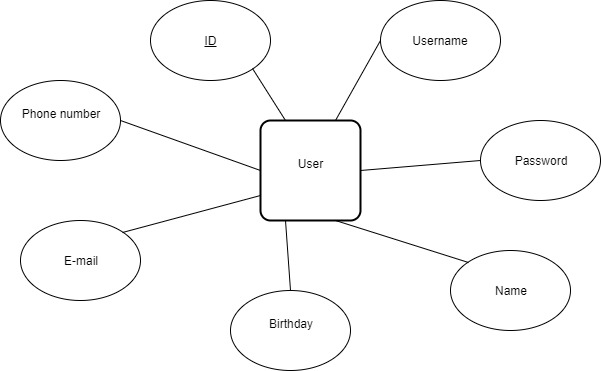 ID
Username
Phone number
User
Password
E-mail
Name
Birthday